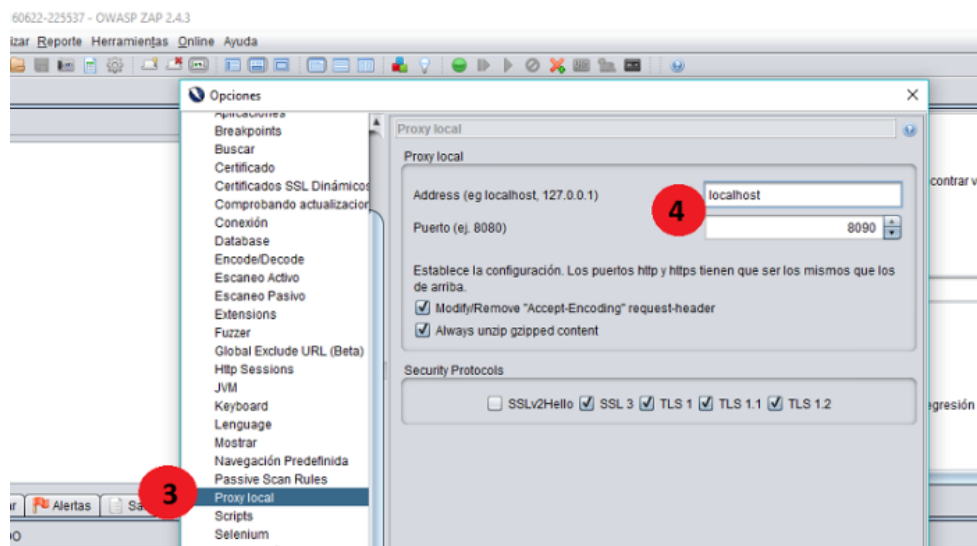 60622-225537 - OWASP ZAP 2.4.3
izar Reporte Herramientas Online Ayuda
Opciones
Aplicaciones
Breakpoints
Buscar
Certificado
Certificados SSL Dinámicos
Comprobando actualizacior
Conexión
Database
Encode/Decode
Escaneo Activo
Escaneo Pasivo
Extensions
Fuzzer
Global Exclude URL (Beta)
Http Sessions
JVM
Keyboard
Lenguage
Mostrar
Navegación Predefinida
Passive Scan Rules
Proxy local
Scripts
Selenium
3
Proxy local
Proxy local
Address (eg localhost, 127.0.0.1)
localhost
4
Puerto (ej. 8080)
8090
Establece la configuración. Los puertos http y https tienen que ser los mismos que los
de arriba.
Modify/Remove "Accept-Encoding" request-header
Always unzip gzipped content
Security Protocols
SSLv2Hello SSL 3 TLS 1 TLS 1.1 TLS 1.2
contrar v
egresión
ar Alertas Sa
DO